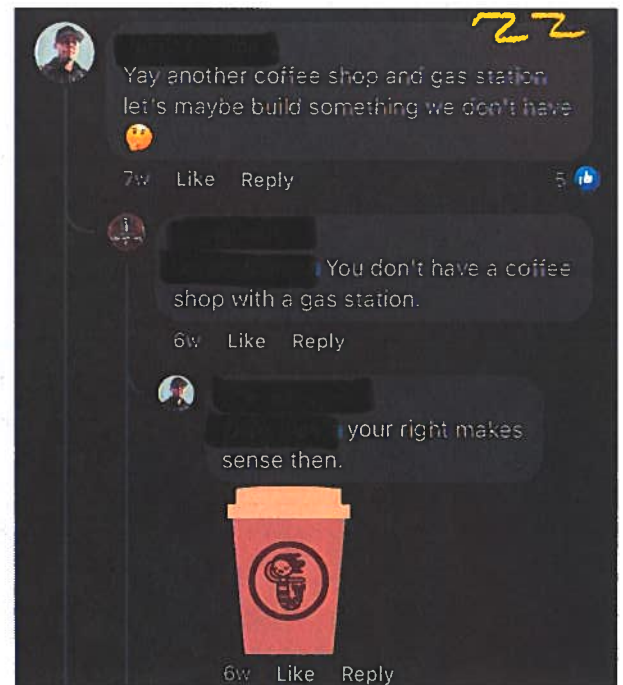 Yay another coffee shop and gas station
let's maybe build something we don't have
7w Like Reply 5
You don't have a coffee
shop with a gas station.
6w Like Reply
your right makes
sense then.
6w Like Reply